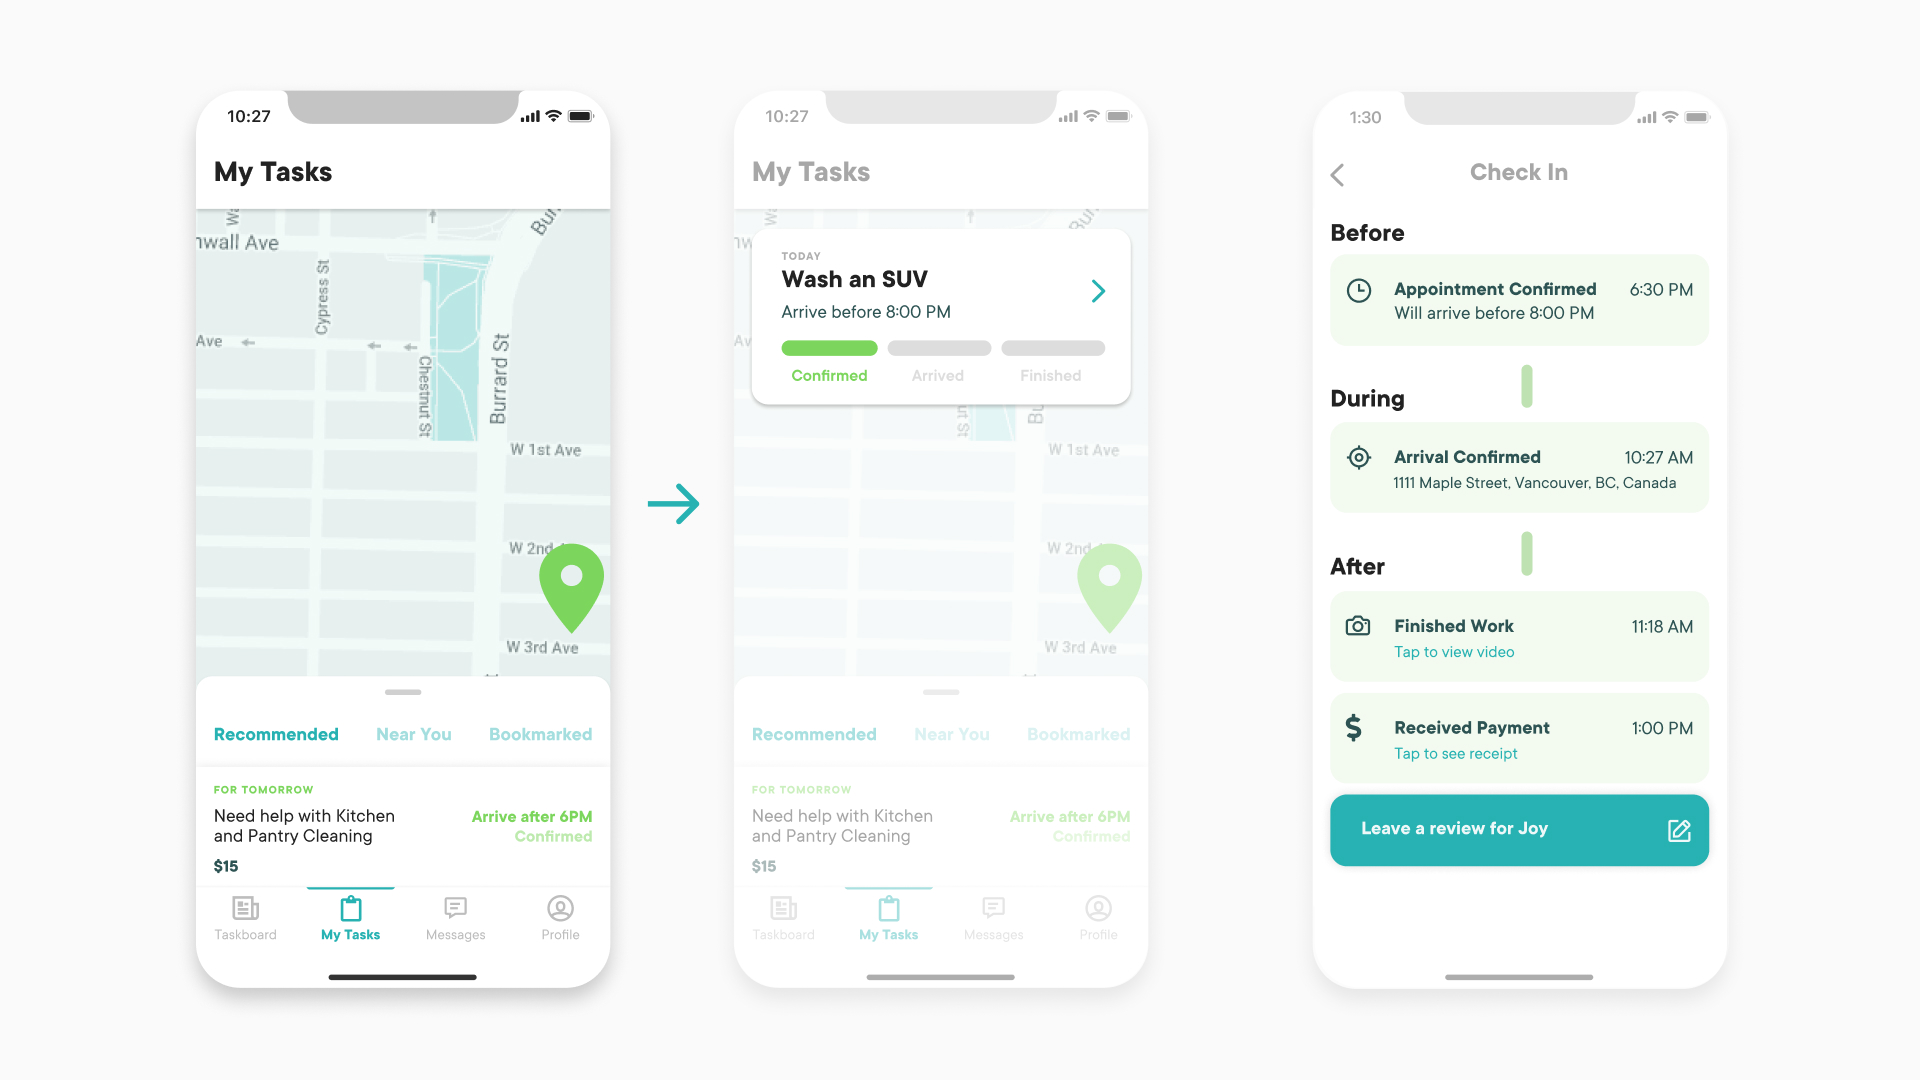 10:27
My Tasks
nwall Ave
Cypress St
Ave
Chestnut St
Burrard St
W 1st Ave
W 2nd
W 3rd Ave
Recommended Near You Bookmarked
FOR TOMORROW
Need help with Kitchen Arrive after 6PM
and Pantry Cleaning Confirmed
$15
Taskboard My Tasks Messages Profile
10:27
My Tasks
TODAY
Wash an SUV
Arrive before 8:00 PM
Confirmed Arrived Finished
W 1st Ave
W 2nd
W 3rd Ave
Recommended Near You Bookmarked
FOR TOMORROW
Need help with Kitchen Arrive after 6PM
and Pantry Cleaning Confirmed
$15
Taskboard My Tasks Messages Profile
1:30
Check In
Before
Appointment Confirmed 6:30 PM
Will arrive before 8:00 PM
During
Arrival Confirmed 10:27 AM
1111 Maple Street, Vancouver, BC, Canada
After
Finished Work 11:18 AM
Tap to view video
Received Payment 1:00 PM
Tap to see receipt
Leave a review for Joy